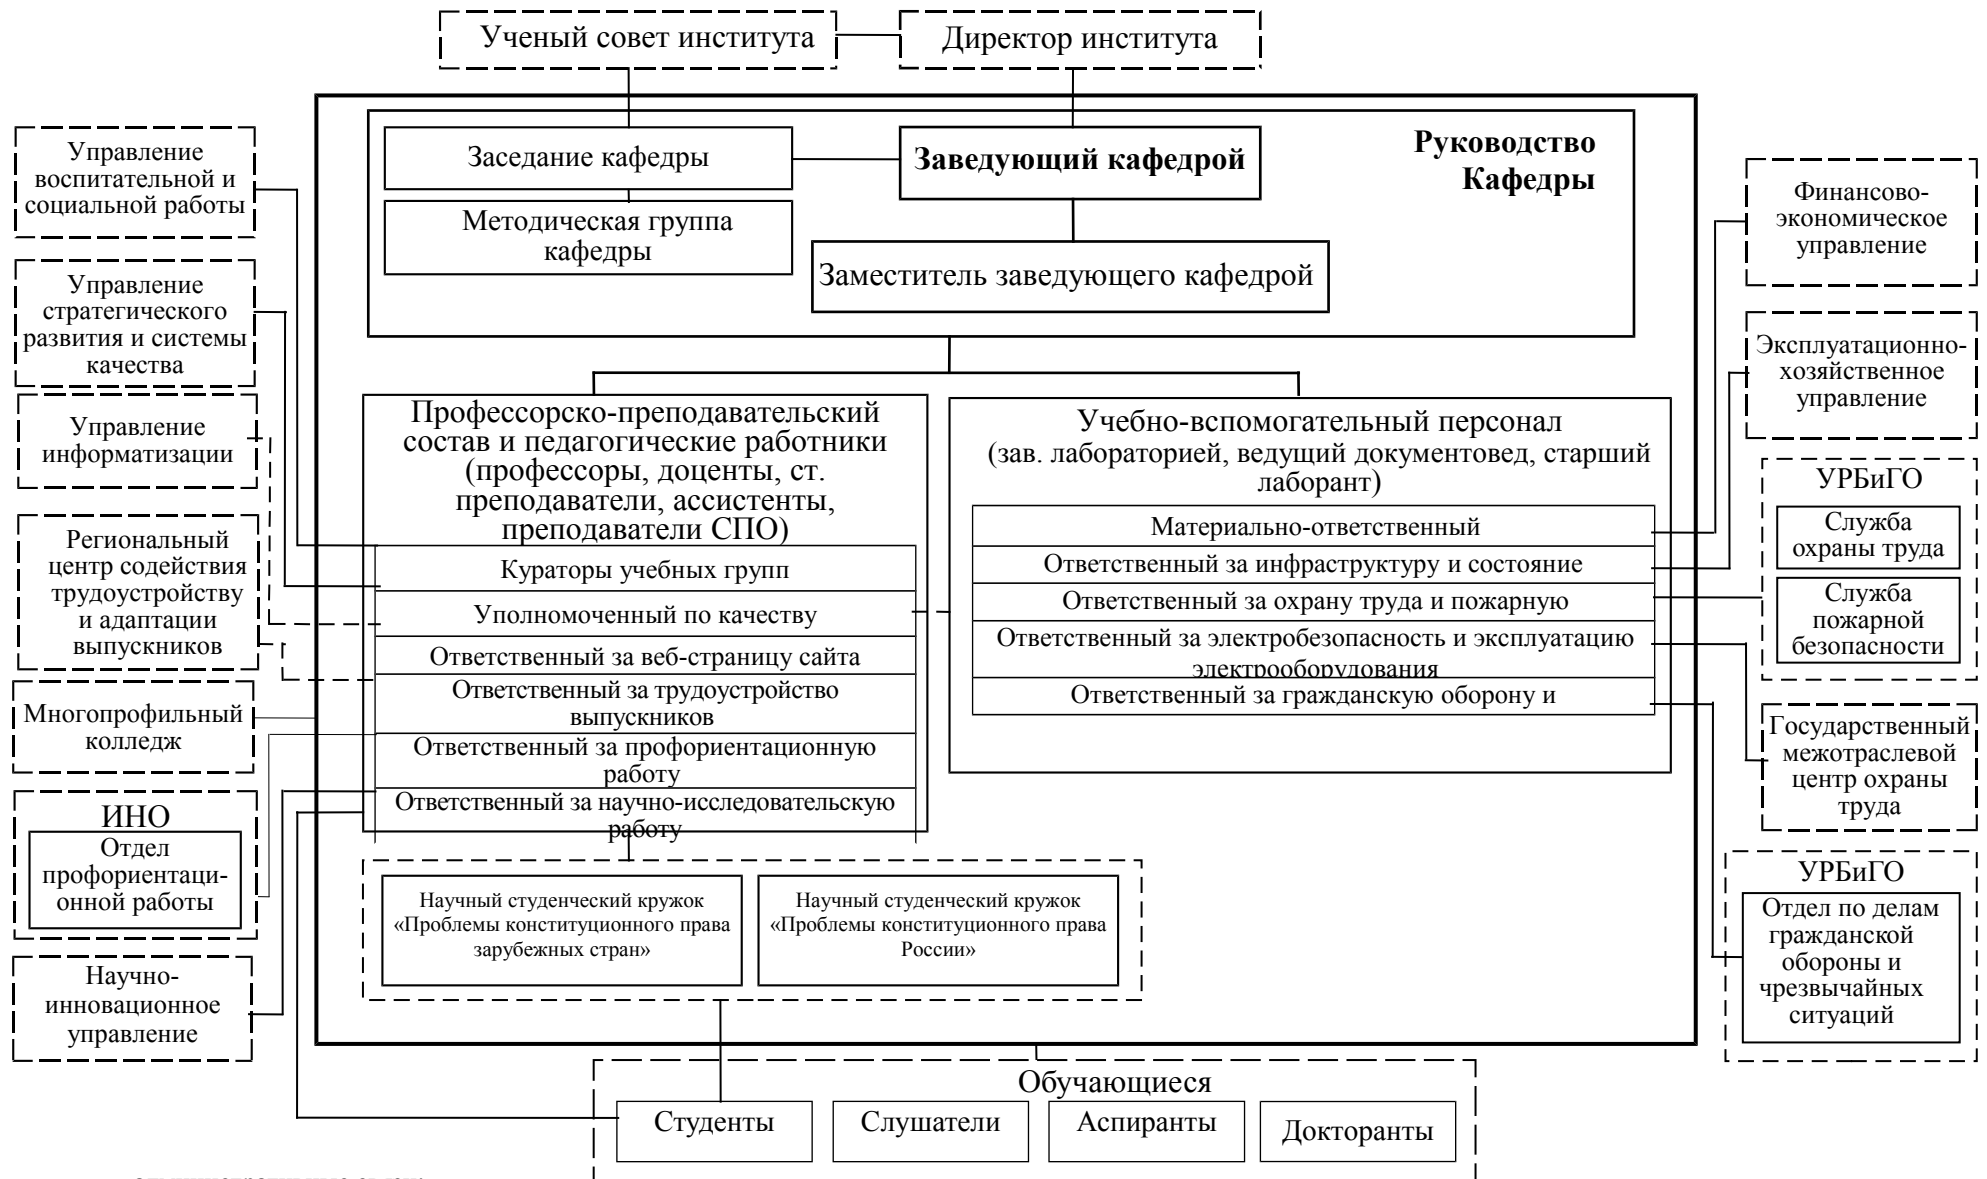 Ученый совет института
Директор института
Руководство
Кафедры
Заседание кафедры
Заведующий кафедрой
Методическая группа
кафедры
Заместитель заведующего кафедрой
Управление
воспитательной и
социальной работы
Управление
стратегического
развития и системы
качества
Управление
информатизации
Региональный
центр содействия
трудоустройству
и адаптации
выпускников
Многопрофильный
колледж
ИНО
Отдел
профориентаци-
онной работы
Научно-
инновационное
управление
Профессорско-преподавательский
состав и педагогические работники
(профессоры, доценты, ст.
преподаватели, ассистенты,
преподаватели СПО)
Кураторы учебных групп
Уполномоченный по качеству
Ответственный за веб-страницу сайта
Ответственный за трудоустройство
выпускников
Ответственный за профориентационную
работу
Ответственный за научно-исследовательскую
работу
Учебно-вспомогательный персонал
(зав. лабораторией, ведущий документовед, старший
лаборант)
Материально-ответственный
Ответственный за инфраструктуру и состояние
Ответственный за охрану труда и пожарную
Ответственный за электробезопасность и эксплуатацию
электрооборудования
Ответственный за гражданскую оборону и
Финансово-
экономическое
управление
Эксплуатационно-
хозяйственное
управление
УРБиГО
Служба
охраны труда
Служба
пожарной
безопасности
Государственный
межотраслевой
центр охраны
труда
УРБиГО
Отдел по делам
гражданской
обороны и
чрезвычайных
ситуаций
Научный студенческий кружок
«Проблемы конституционного права
зарубежных стран»
Научный студенческий кружок
«Проблемы конституционного права
России»
Обучающиеся
Студенты
Слушатели
Аспиранты
Докторанты